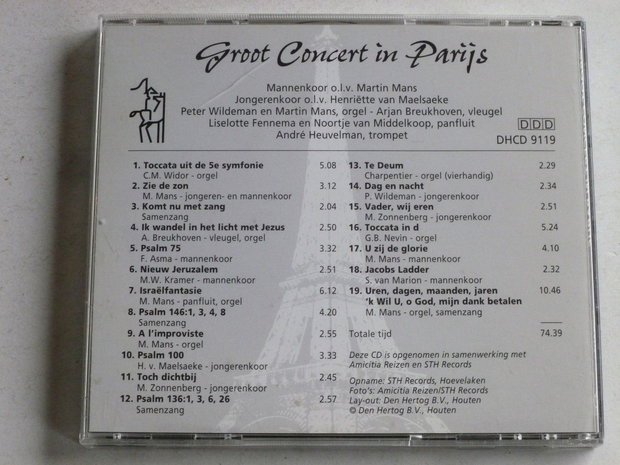 Groot Concert in Parijs
Mannenkoor o.l.v. Martin Mans
Jongerenkoor o.l.v. Henriëtte van Maelsaeke
Peter Wildeman en Martin Mans, orgel - Arjan Breukhoven, vleugel
Liselotte Fennema en Noortje van Middelkoop, panfluit
André Heuvelman, trompet
DDD
DHCD 9119
1. Toccata uit de 5e symfonie 5.08
C.M. Widor - orgel
2. Zie de zon 3.12
M. Mans - jongeren- en mannenkoor
3. Komt nu met zang 2.04
Samenzang
4. Ik wandel in het licht met Jezus 2.50
A. Breukhoven - vleugel, orgel
5. Psalm 75 3.32
F. Asma - mannenkoor
6. Nieuw Jeruzalem 2.51
M.W. Kramer - mannenkoor
7. Israëlfantasie 6.12
M. Mans - panfluit, orgel
8. Psalm 146:1, 3, 4, 8 4.20
Samenzang
9. A l'improviste 2.55
M. Mans - orgel
10. Psalm 100 3.33
H. v. Maelsaeke - jongerenkoor
11. Toch dichtbij 2.45
M. Zonnenberg - jongerenkoor
12. Psalm 136:1, 3, 6, 26 2.57
Samenzang
13. Te Deum 2.29
Charpentier - orgel (vierhandig)
14. Dag en nacht 2.34
P. Wildeman - jongerenkoor
15. Vader, wij eren 2.51
M. Zonnenberg - jongerenkoor
16. Toccata in d 5.24
G.B. Nevin - orgel
17. U zij de glorie 4.10
M. Mans - mannenkoor
18. Jacobs Ladder 2.32
S. van Marion - mannenkoor
19. Uren, dagen, maanden, jaren 10.46
'k Wil U, o God, mijn dank betalen
M. Mans - orgel, samenzang
Totale tijd 74.39
Deze CD is opgenomen in samenwerking met
Amicitia Reizen en STH Records
Opname: STH Records, Hoevelaken
Foto's: Amicitia Reizen/STH Records
Lay-out: Den Hertog B.V., Houten
© Den Hertog B.V., Houten